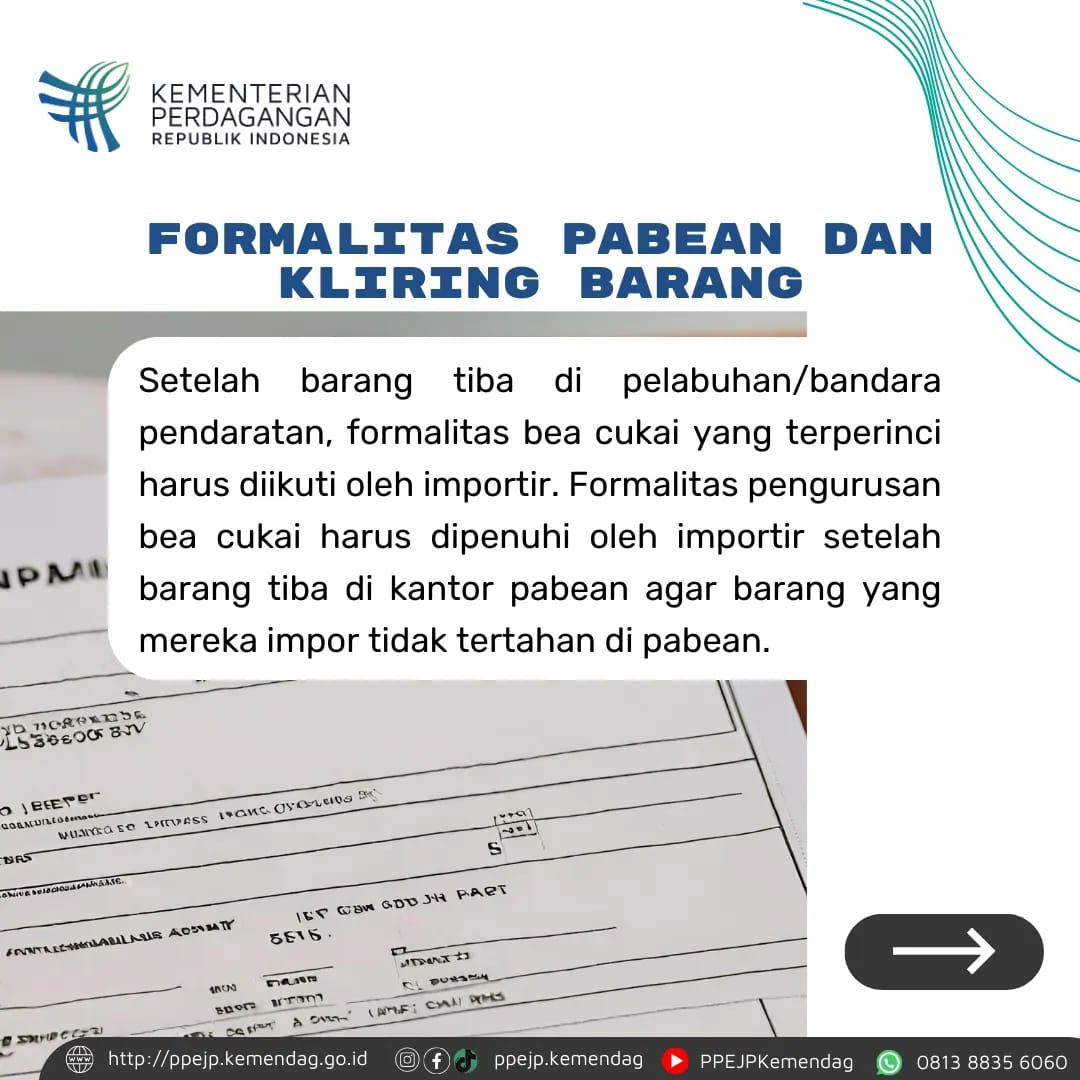 KEMENTERIAN
PERDAGANGAN
REPUBLIK INDONESIA
FORMALITAS PABEAN DAN
KLIRING BARANG
Setelah barang tiba di pelabuhan/bandara
pendaratan, formalitas bea cukai yang terperinci
harus diikuti oleh importir. Formalitas pengurusan
bea cukai harus dipenuhi oleh importir setelah
barang tiba di kantor pabean agar barang yang
mereka impor tidak tertahan di pabean.
http://ppejp.kemendag.go.id ppejp.kemendag PPEJPKemendag 0813 8835 6060